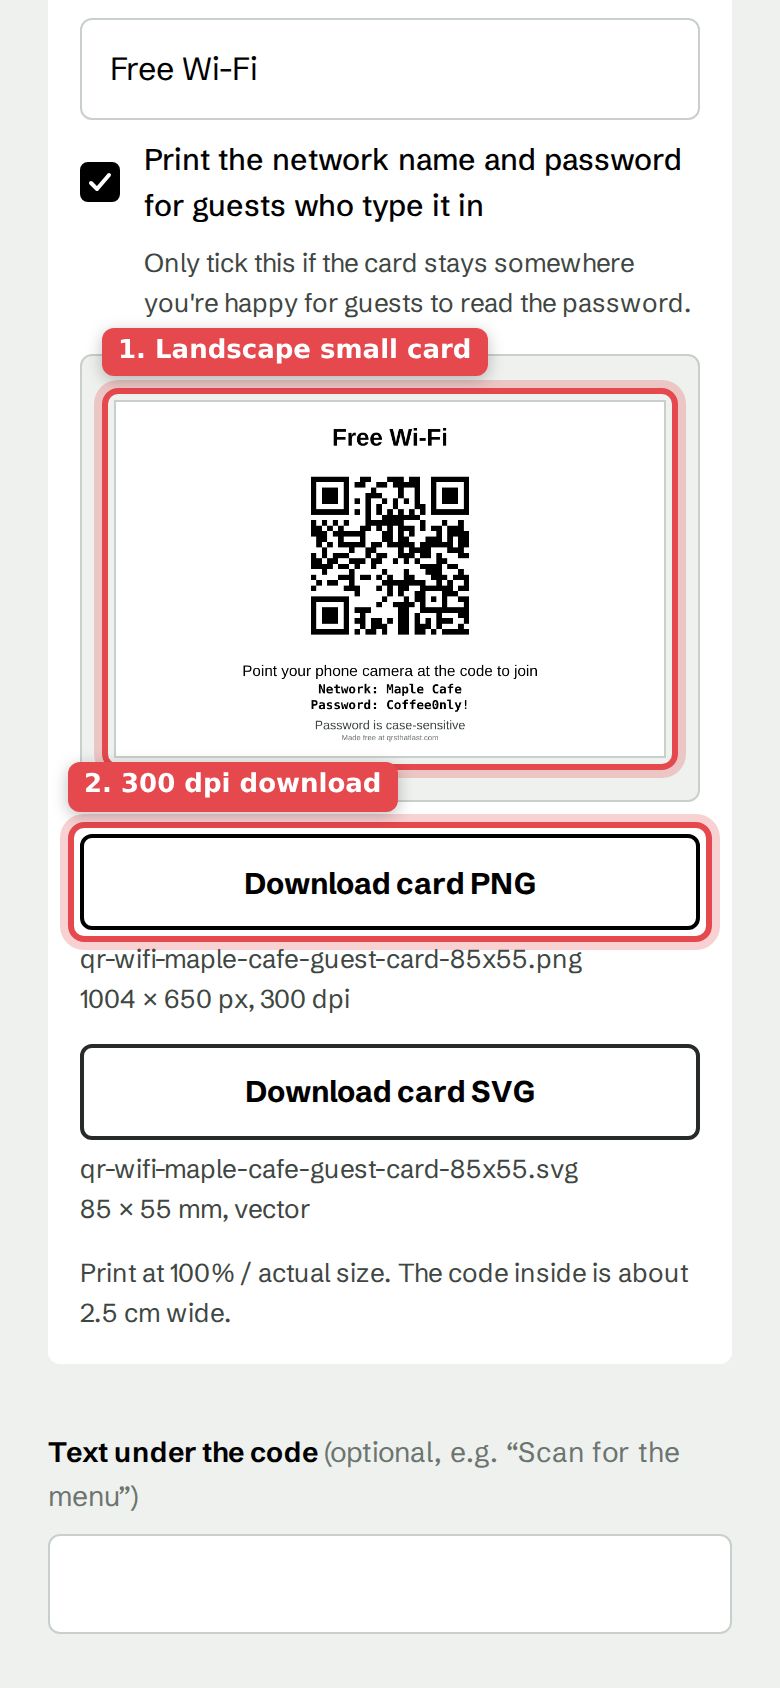 Free Wi-Fi
Print the network name and password
for guests who type it in
Only tick this if the card stays somewhere
you're happy for guests to read the password.
1. Landscape small card
Free Wi-Fi
Point your phone camera at the code to join
Network: Maple Cafe
Password: Coffee0nly!
Password is case-sensitive
Made free at qrsthatlast.com
2. 300 dpi download
Download card PNG
qr-wifi-maple-cafe-guest-card-85x55.png
1004 × 650 px, 300 dpi
Download card SVG
qr-wifi-maple-cafe-guest-card-85x55.svg
85 × 55 mm, vector
Print at 100% / actual size. The code inside is about
2.5 cm wide.
Text under the code (optional, e.g. “Scan for the
menu”)